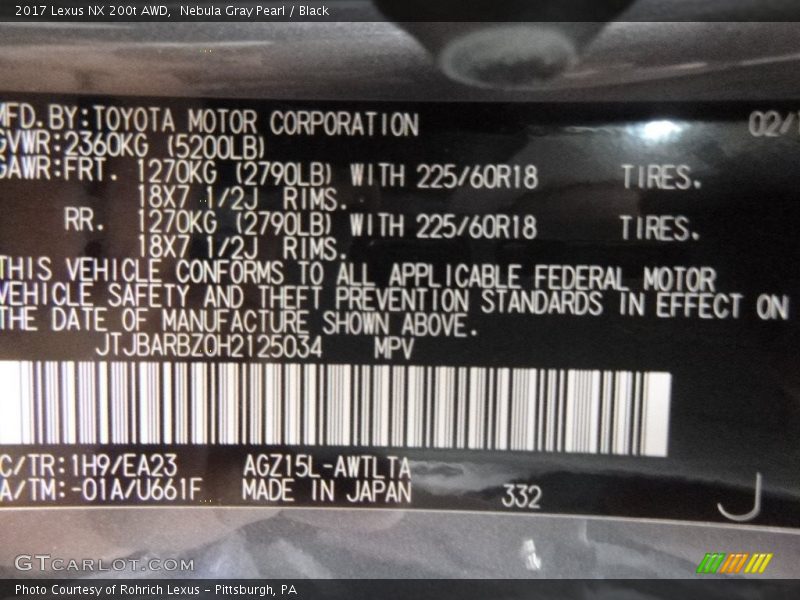 2017 Lexus NX 200t AWD,  Nebula Gray Pearl / Black
MFD.BY:TOYOTA MOTOR CORPORATION 02/1
GVWR:2360KG (5200LB)
GAWR:FRT. 1270KG (2790LB) WITH 225/60R18 TIRES.
18X7 1/2J RIMS.
RR. 1270KG (2790LB) WITH 225/60R18 TIRES.
18X7 1/2J RIMS.
THIS VEHICLE CONFORMS TO ALL APPLICABLE FEDERAL MOTOR
VEHICLE SAFETY AND THEFT PREVENTION STANDARDS IN EFFECT ON
THE DATE OF MANUFACTURE SHOWN ABOVE.
JTJBARBZ0H2125034 MPV
C/TR:1H9/EA23 AGZ15L-AWTLTA
A/TM:-01A/U661F MADE IN JAPAN 332 J
GTCARLOT.COM
Photo Courtesy of Rohrich Lexus - Pittsburgh, PA